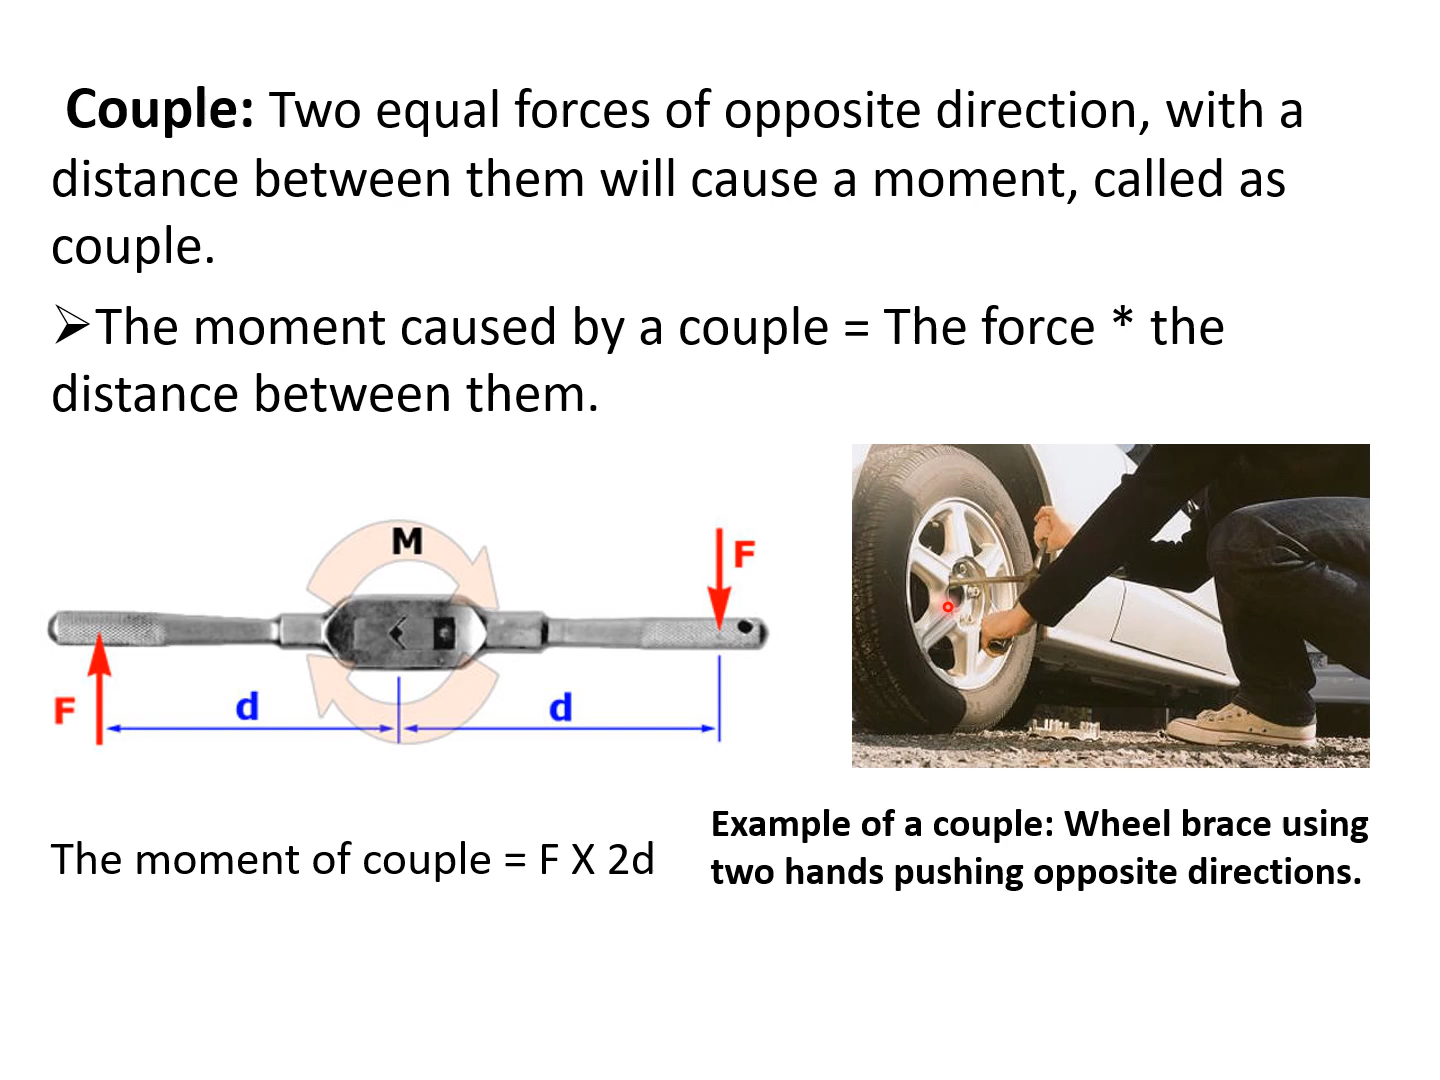 Couple: Two equal forces of opposite direction, with a
distance between them will cause a moment, called as
couple.
➢The moment caused by a couple = The force * the
distance between them.
M
F
F
d
d
The moment of couple = F X 2d
Example of a couple: Wheel brace using
two hands pushing opposite directions.